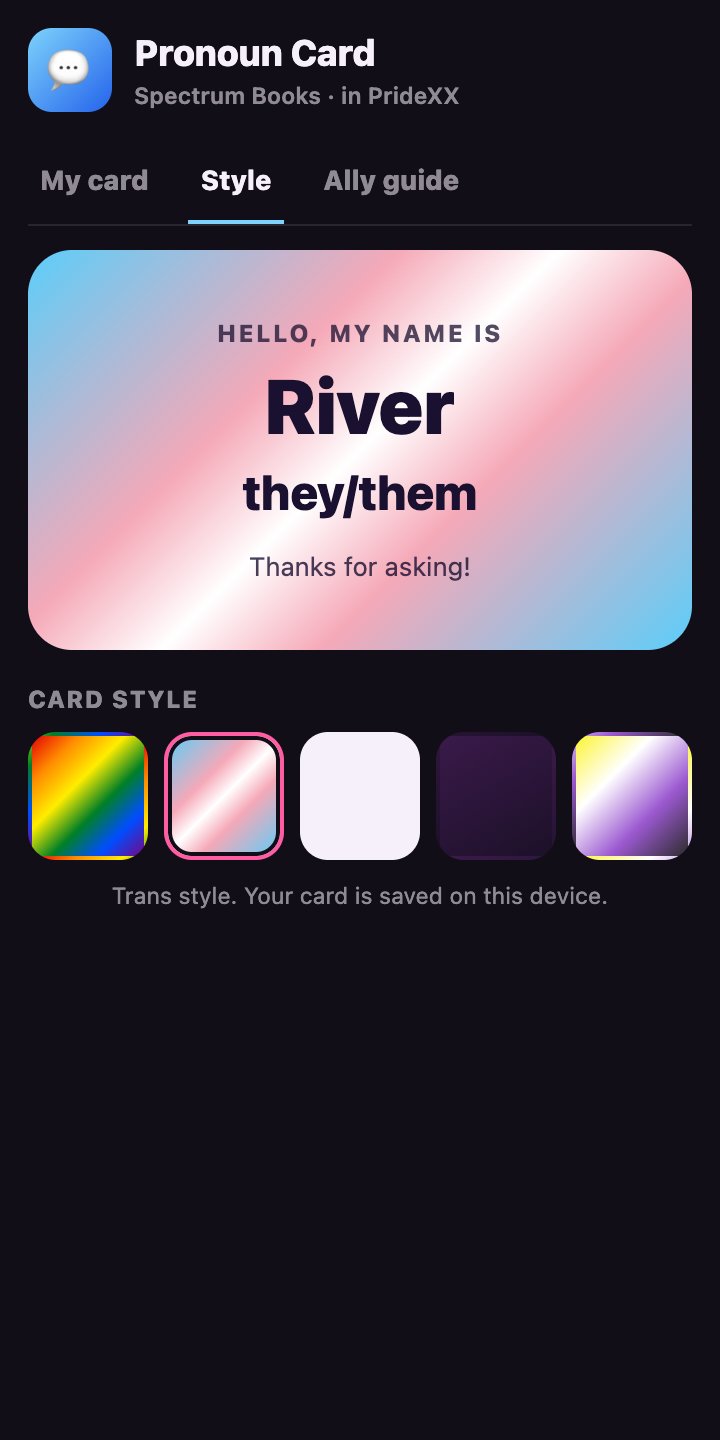 Pronoun Card
Spectrum Books · in PrideXX
My card Style Ally guide
HELLO, MY NAME IS
River
they/them
Thanks for asking!
CARD STYLE
Trans style. Your card is saved on this device.